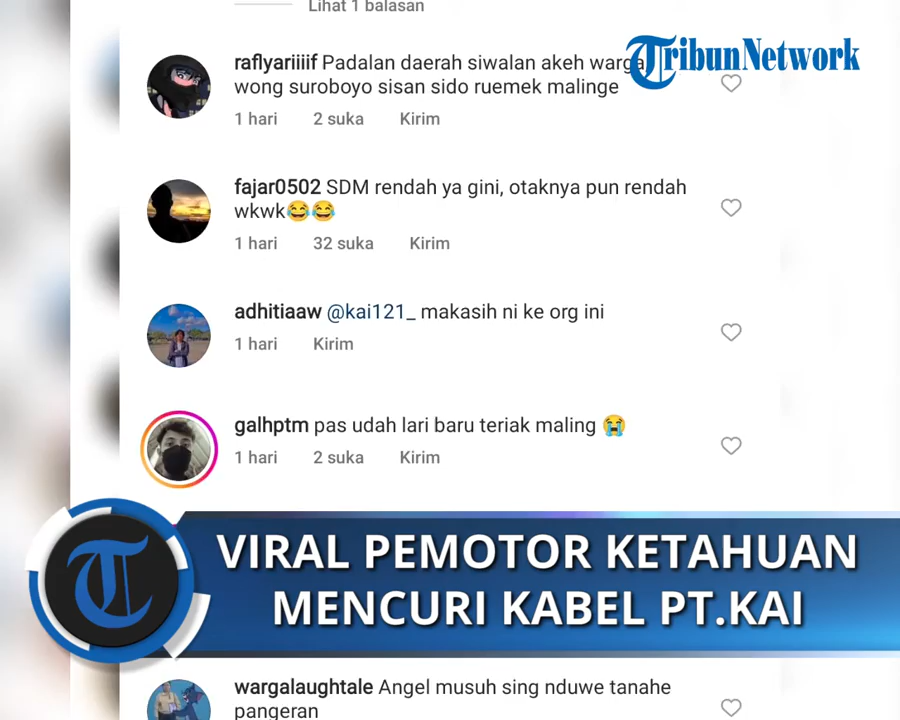 Lihat 1 balasan
TribunNetwork
raflyariiiif Padalan daerah siwalan akeh warga
wong suroboyo sisan sido ruemek malinge
1 hari 2 suka Kirim
fajar0502 SDM rendah ya gini, otaknya pun rendah
wkwk😂😂
1 hari 32 suka Kirim
adhitiaaw @kai121_ makasih ni ke org ini
1 hari Kirim
galhptm pas udah lari baru teriak maling 😭
1 hari 2 suka Kirim
VIRAL PEMOTOR KETAHUAN
MENCURI KABEL PT.KAI
wargalaughtale Angel musuh sing nduwe tanahe
pangeran